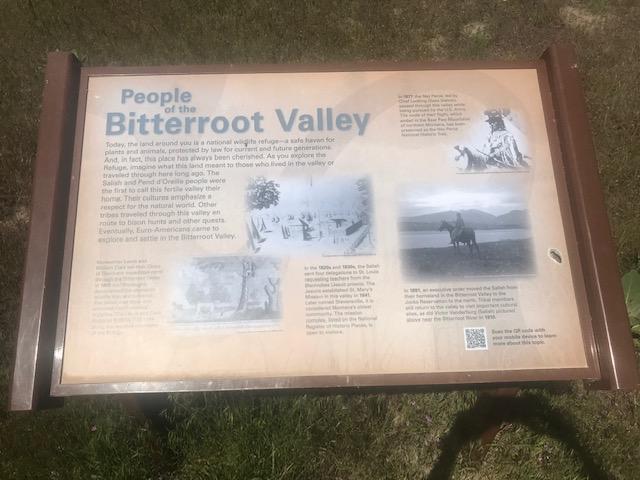 People
of the
Bitterroot Valley
Today, the land around you is a national wildlife refuge—a safe haven for
plants and animals, protected by law for current and future generations.
And, in fact, this place has always been cherished. As you explore the
Refuge, imagine what this land meant to those who lived in the valley or
traveled through here long ago. The
Salish and Pend d'Oreille people were
the first to call this fertile valley their
home. Their cultures emphasize a
respect for the natural world. Other
tribes traveled through this valley en
route to bison hunts and other quests.
Eventually, Euro-Americans came to
explore and settle in the Bitterroot Valley.
In 1877, the Nez Perce, led by
Chief Looking Glass
passed through this valley while
being pursued by the U.S. Army.
The route of their flight, which
ended in the Bear Paw Mountains
of northern Montana, has been
preserved as the Nez Perce
National Historic Trail.
Meriwether Lewis and
William Clark
In the 1820s and 1830s, the Salish
sent four delegations to St. Louis
requesting teachers from the
Jesuit priests. The
Jesuits established St. Mary's
Mission in this valley in 1841.
Later named Stevensville, it is
considered Montana's oldest
community. The mission
complex, listed on the National
Register of Historic Places, is
open to visitors.
In 1891, an executive order moved the Salish from
their homeland in the Bitterroot Valley to the
Jocko Reservation to the north. Tribal members
still return to the valley to visit important cultural
sites, as did Victor Vanderburg (Salish) pictured
above near the Bitterroot River in 1910.
Scan the QR code with
your mobile device to learn
more about this topic.